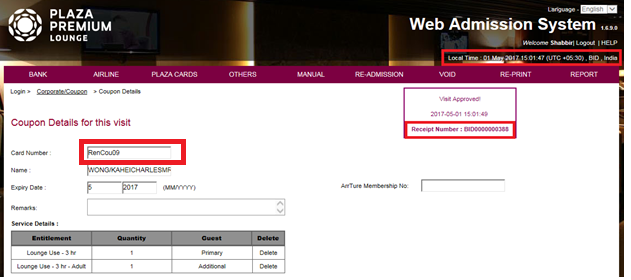 Language - English
PLAZA
PREMIUM
LOUNGE
Web Admission System 1.6.9.0
Welcome Shabbir| Logout | HELP
Local Time : 01 May 2017 15:01:47 (UTC +05:30) , BID , India
BANK AIRLINE PLAZA CARDS OTHERS MANUAL RE-ADMISSION VOID RE-PRINT REPORT
Login > Corporate/Coupon > Coupon Details
Visit Approved!
2017-05-01 15:01:49
Receipt Number : BID0000000388
Coupon Details for this visit
Card Number : RenCou09
Name : WONG/KAHEICHARLESMR
Expiry Date : 5 2017 (MM/YYYY)
Arr/Ture Membership No:
Remarks:
Service Details :
Entitlement Quantity Guest Delete
Lounge Use - 3 hr 1 Primary Delete
Lounge Use - 3 hr - Adult 1 Additional Delete